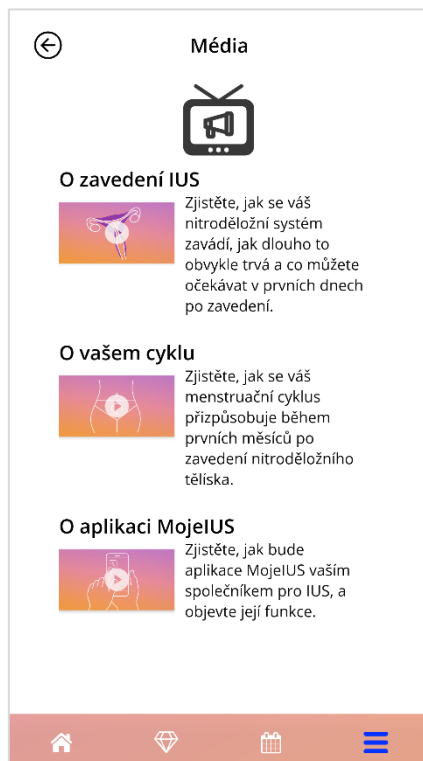 Média
O zavedení IUS
Zjistěte, jak se váš
nitroděložní systém
zavádí, jak dlouho to
obvykle trvá a co můžete
očekávat v prvních dnech
po zavedení.
O vašem cyklu
Zjistěte, jak se váš
menstruační cyklus
přizpůsobuje během
prvních měsíců po
zavedení nitroděložního
tělíska.
O aplikaci MojeIUS
Zjistěte, jak bude
aplikace MojeIUS vaším
společníkem pro IUS, a
objevte její funkce.